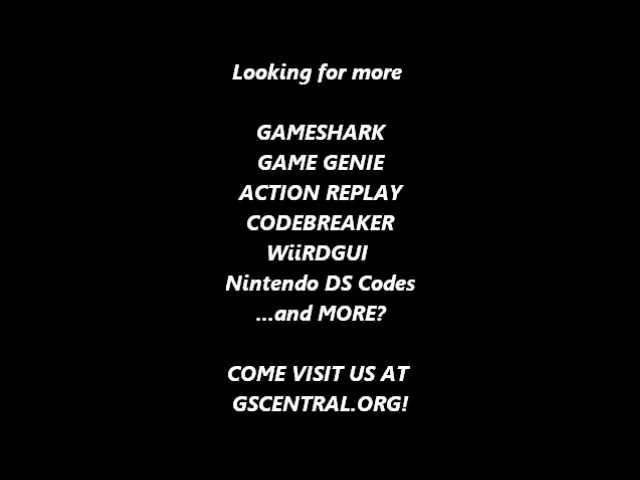 Looking for more
GAMESHARK
GAME GENIE
ACTION REPLAY
CODEBREAKER
WiiRDGUI
Nintendo DS Codes
...and MORE?
COME VISIT US AT
GSCENTRAL.ORG!